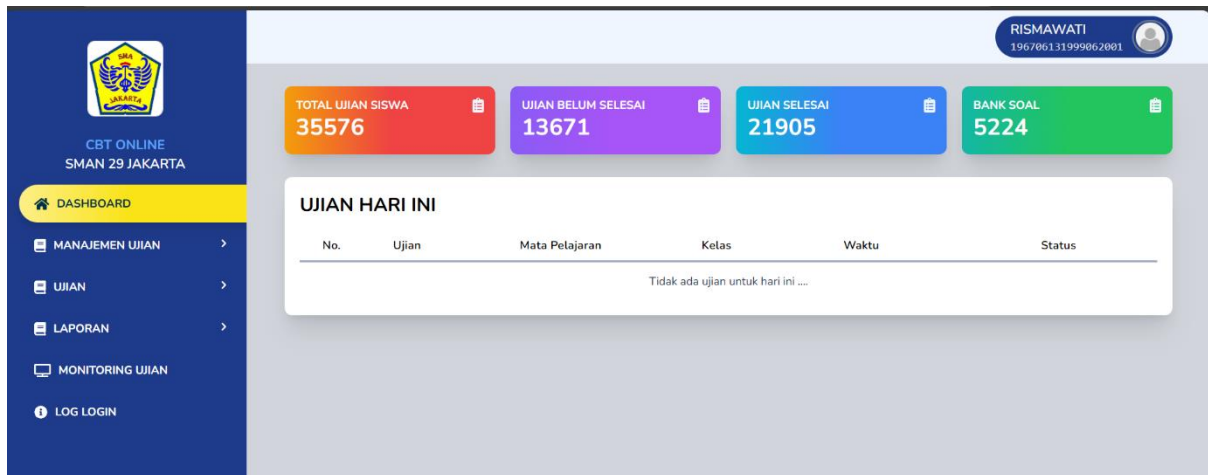 SMA
JAKARTA
CBT ONLINE
SMAN 29 JAKARTA
DASHBOARD
MANAJEMEN UJIAN
UJIAN
LAPORAN
MONITORING UJIAN
LOG LOGIN
RISMAWATI
196706131999062001
TOTAL UJIAN SISWA
35576
UJIAN BELUM SELESAI
13671
UJIAN SELESAI
21905
BANK SOAL
5224
UJIAN HARI INI
No. Ujian Mata Pelajaran Kelas Waktu Status
Tidak ada ujian untuk hari ini ....